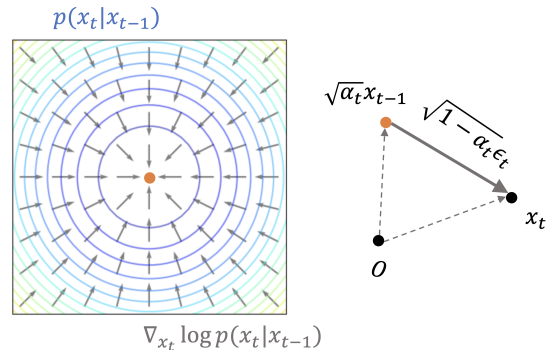 p(x_t|x_{t−1})
√α_t x_{t−1}
√1 − α_t ϵ_t
x_t
O
∇_{x_t} log p(x_t|x_{t−1})